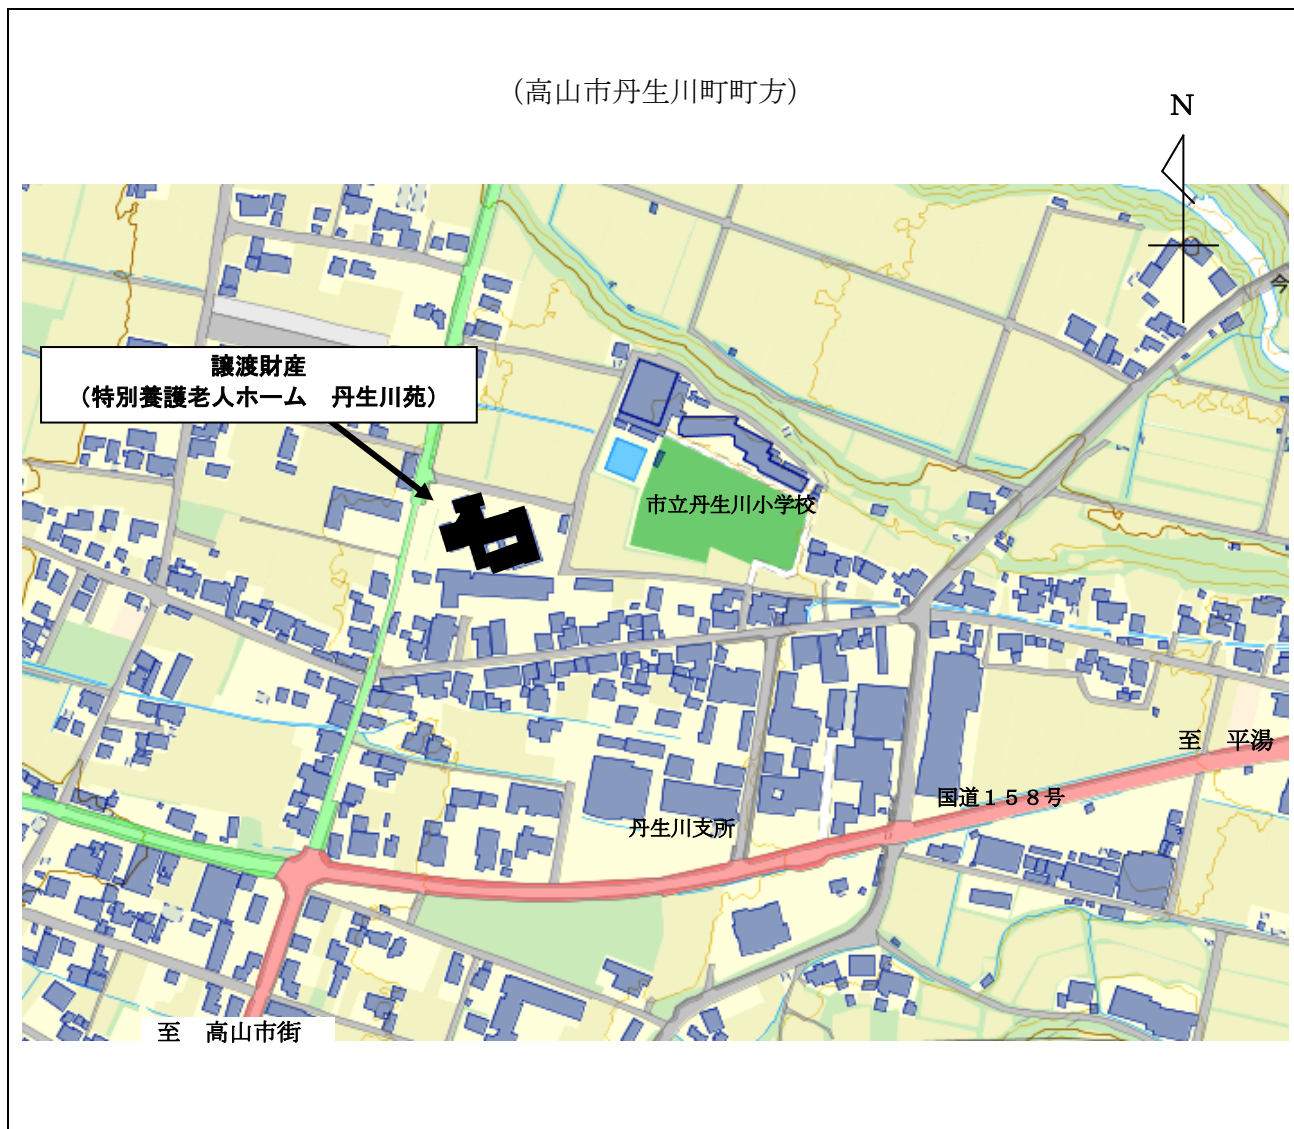 （高山市丹生川町町方）
N
今
譲渡財産
（特別養護老人ホーム　丹生川苑）
市立丹生川小学校
至　平湯
国道１５８号
丹生川支所
至　高山市街